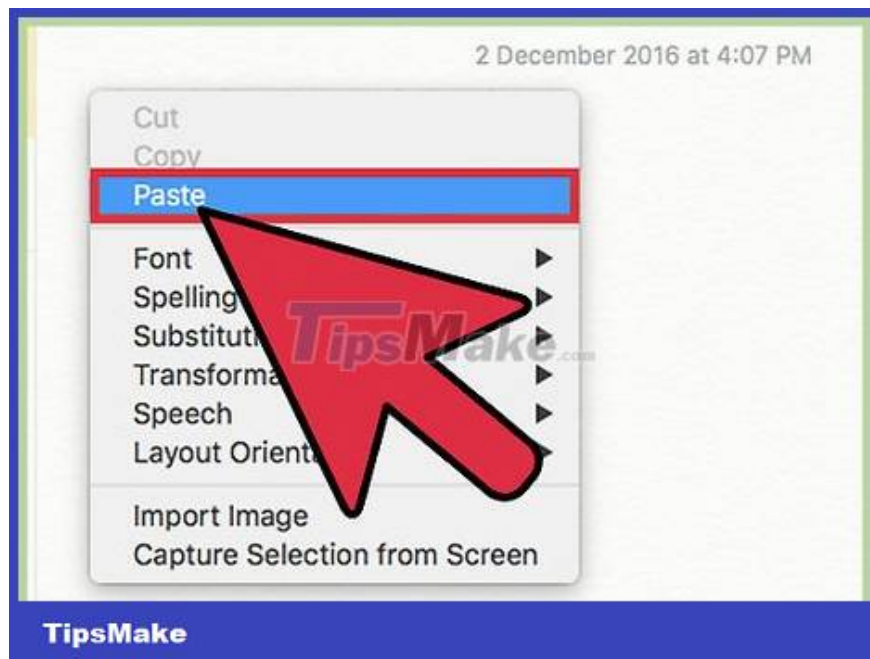 2 December 2016 at 4:07 PM
Cut
Copy
Paste
Font
Spelling
Substituti
Transforma
Speech
Layout Orient
TipsMake.com
Import Image
Capture Selection from Screen
TipsMake